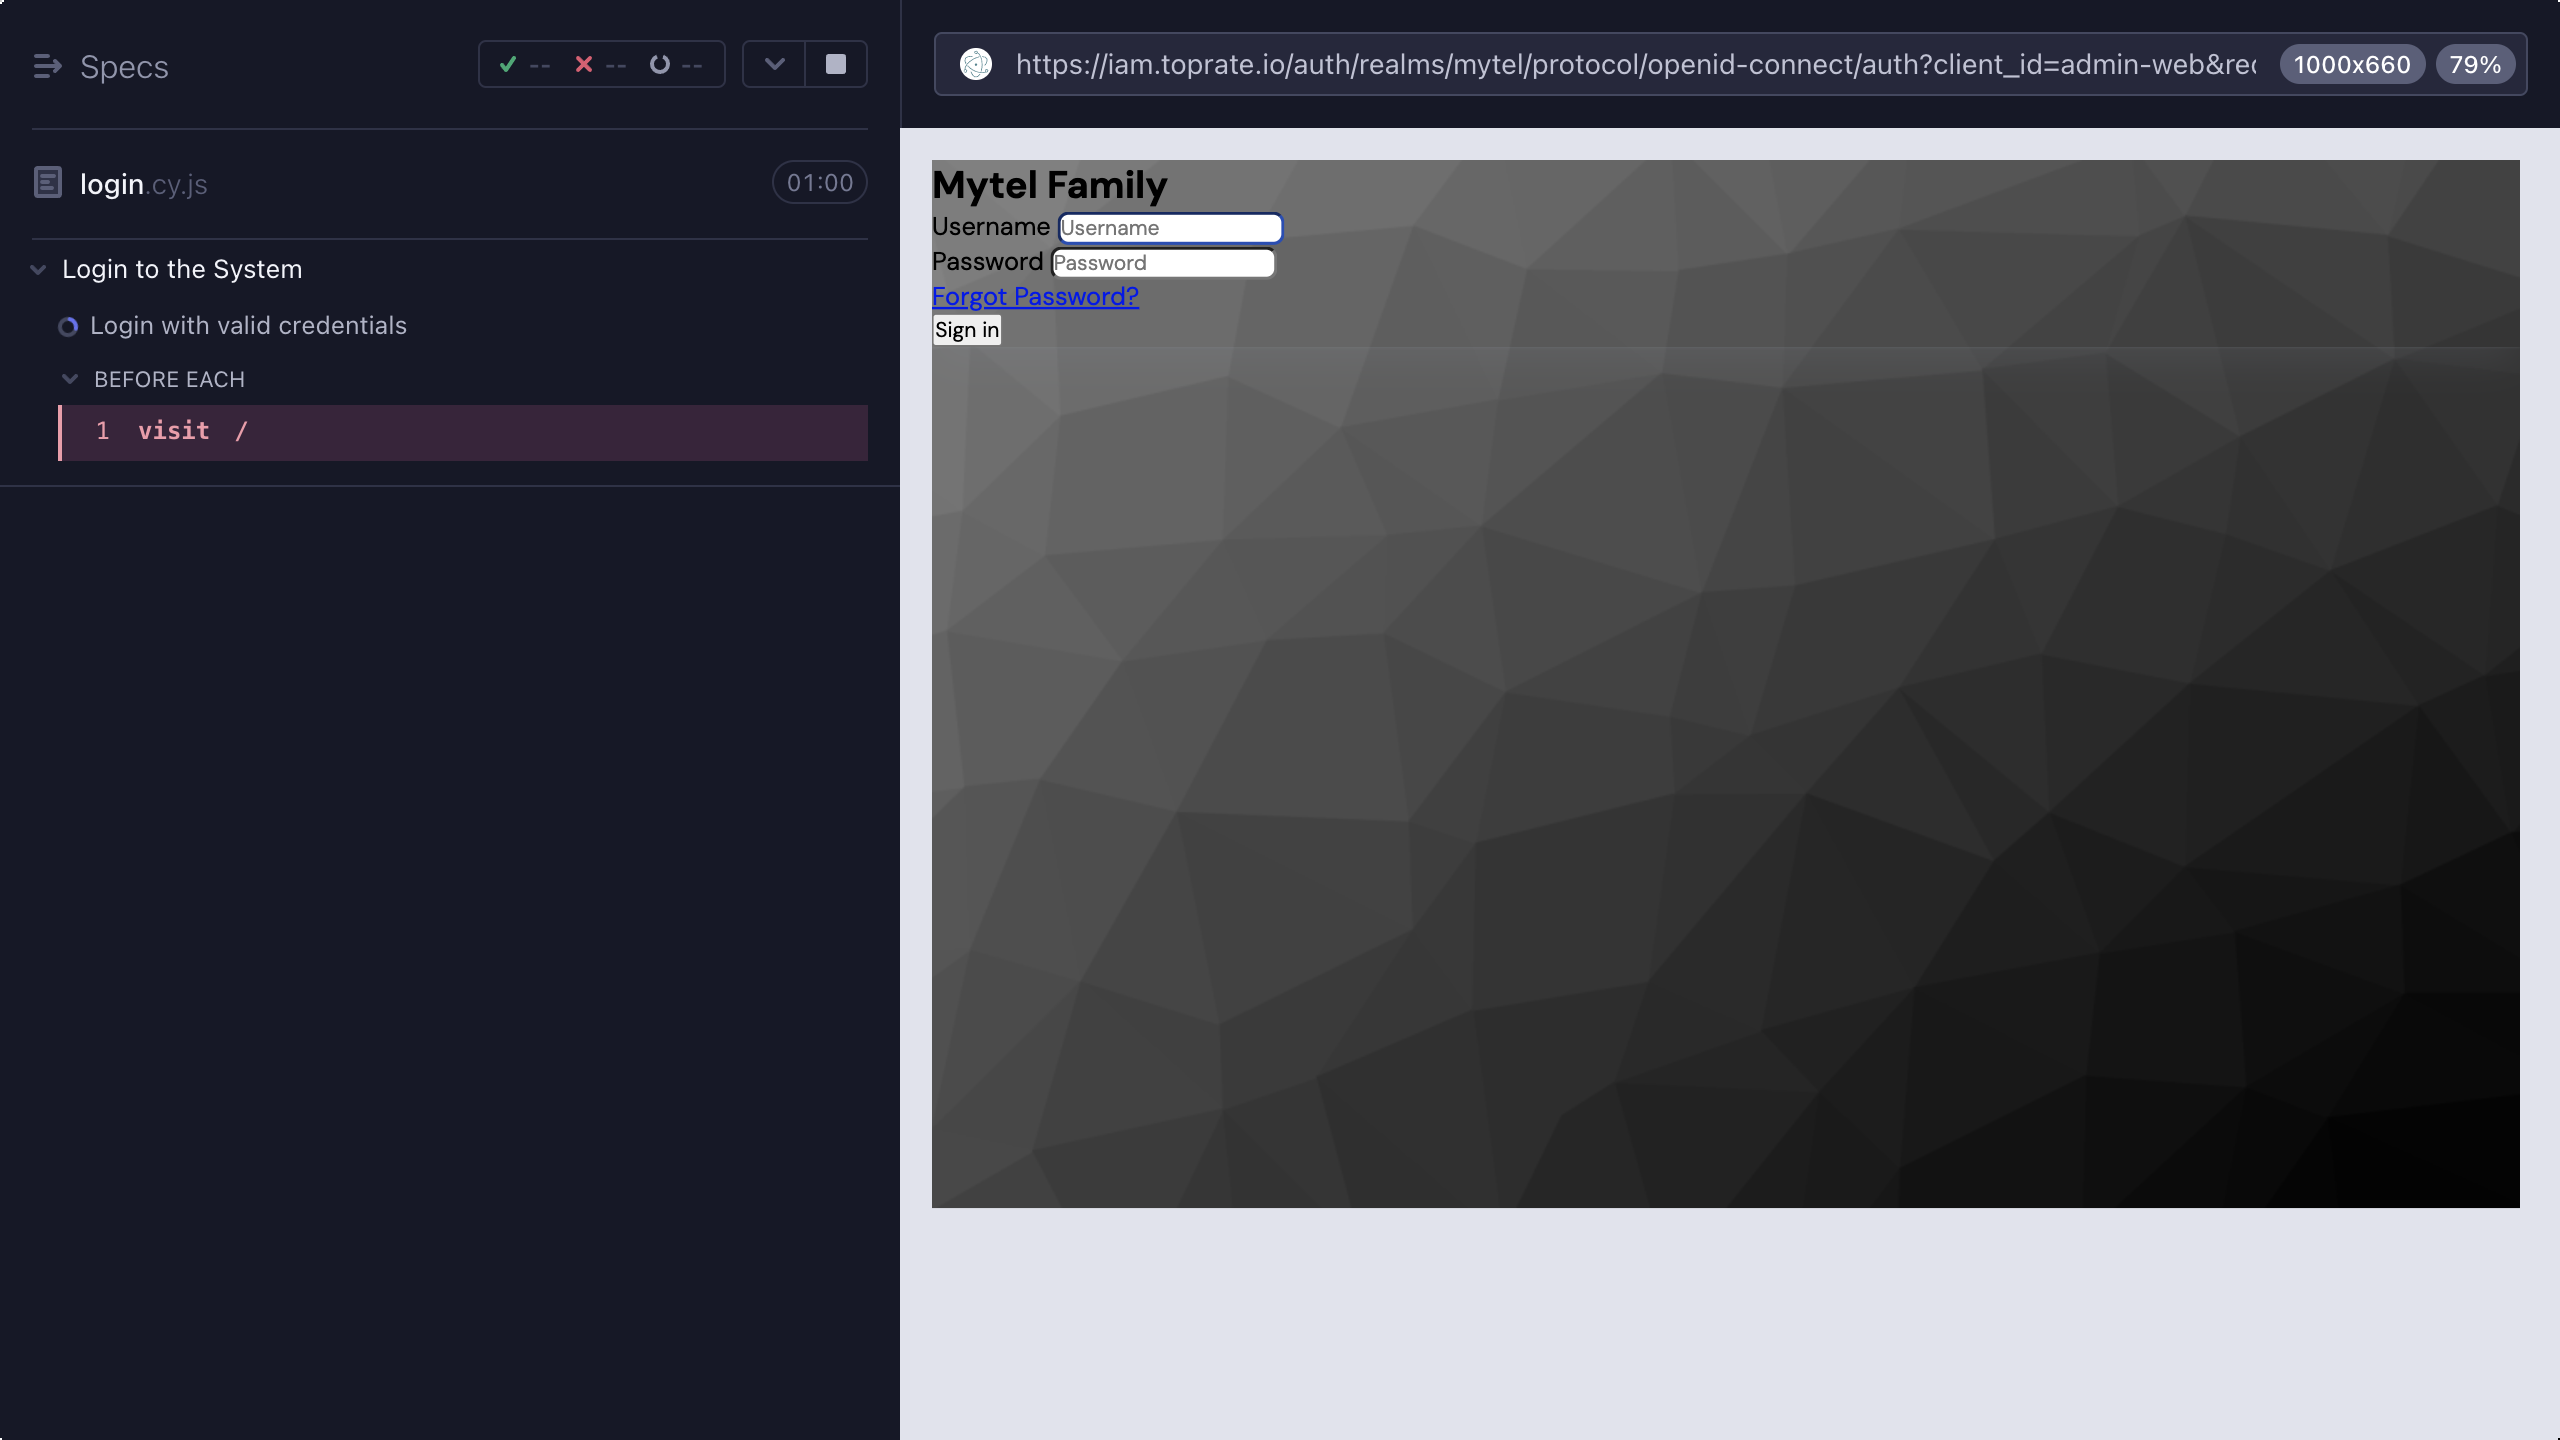 Specs
-- -- --
login.cy.js
01:00
Login to the System
Login with valid credentials
BEFORE EACH
1 visit /
https://iam.toprate.io/auth/realms/mytel/protocol/openid-connect/auth?client_id=admin-web&rec
1000x660
79%
Mytel Family
Username Username
Password Password
Forgot Password?
Sign in